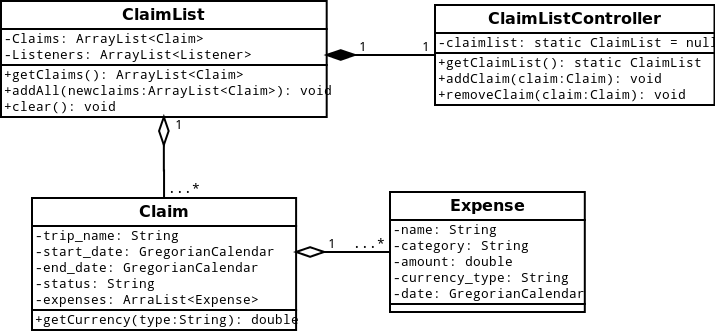 ClaimList
-Claims: ArrayList<Claim>
-Listeners: ArrayList<Listener>
+getClaims(): ArrayList<Claim>
+addAll(newclaims:ArrayList<Claim>): void
+clear(): void
1
1
ClaimListController
-claimlist: static ClaimList = null
+getClaimList(): static ClaimList
+addClaim(claim:Claim): void
+removeClaim(claim:Claim): void
1
...*
Claim
-trip_name: String
-start_date: GregorianCalendar
-end_date: GregorianCalendar
-status: String
-expenses: ArraList<Expense>
+getCurrency(type:String): double
1
...*
Expense
-name: String
-category: String
-amount: double
-currency_type: String
-date: GregorianCalendar